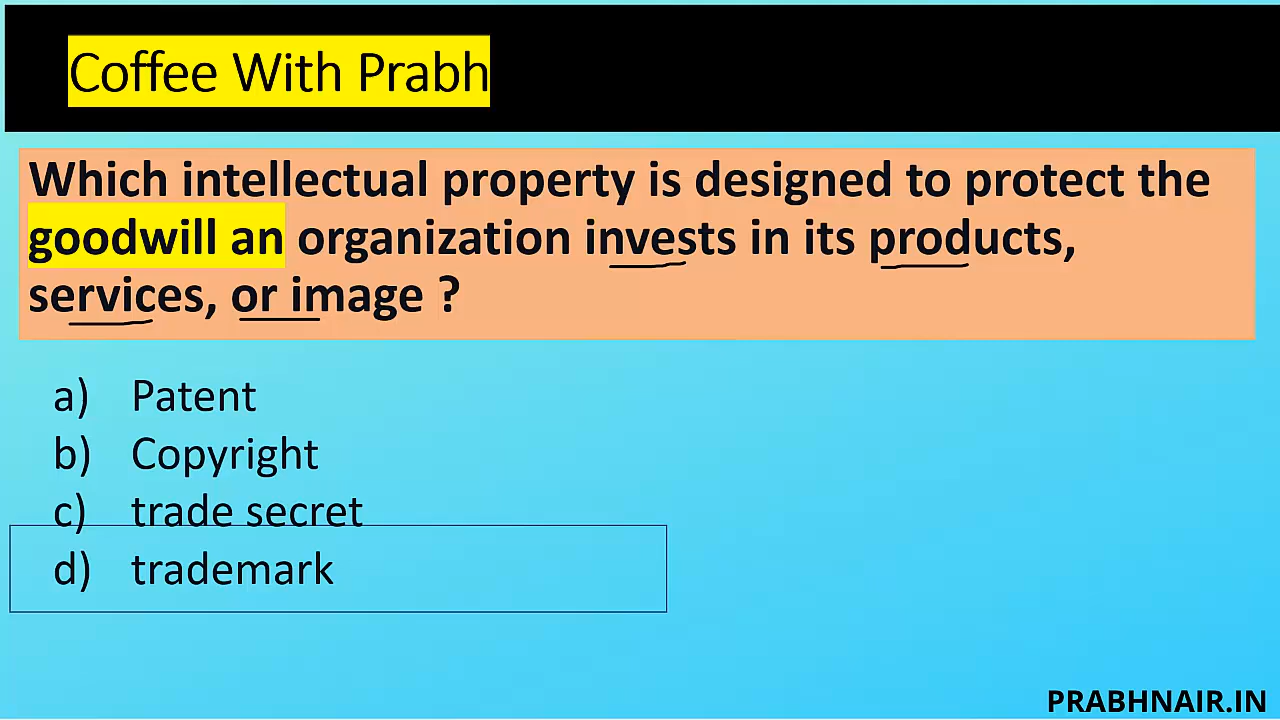 Coffee With Prabh
Which intellectual property is designed to protect the
goodwill an organization invests in its products,
services, or image ?
a) Patent
b) Copyright
c) trade secret
d) trademark
PRABHNAIR.IN